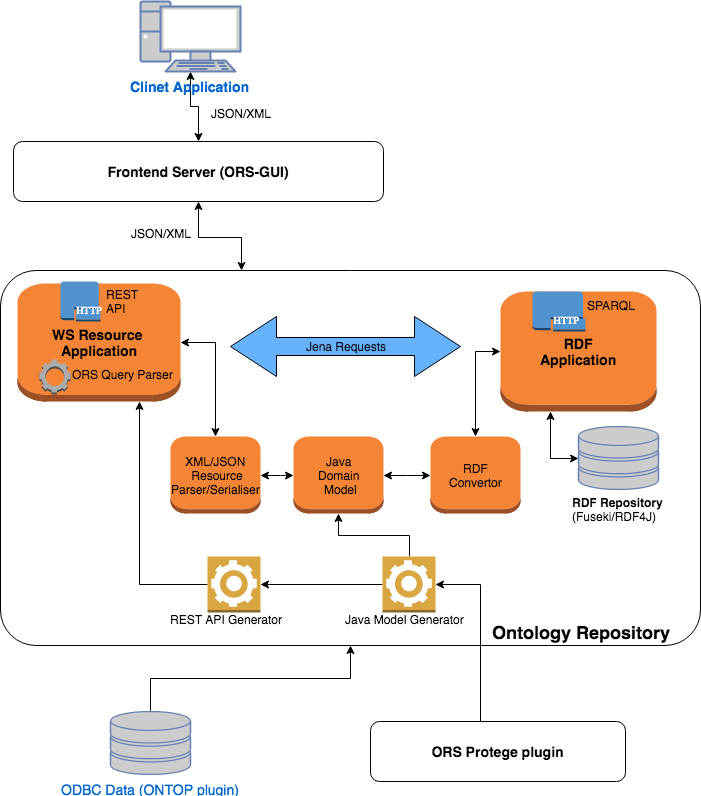 Clinet Application
JSON/XML
Frontend Server (ORS-GUI)
JSON/XML
HTTP
REST
API
WS Resource
Application
ORS Query Parser
Jena Requests
HTTP
SPARQL
RDF
Application
XML/JSON
Resource
Parser/Serialiser
Java
Domain
Model
RDF
Convertor
RDF Repository
(Fuseki/RDF4J)
REST API Generator
Java Model Generator
Ontology Repository
ORS Protege plugin
ODBC Data (ONTOP plugin)